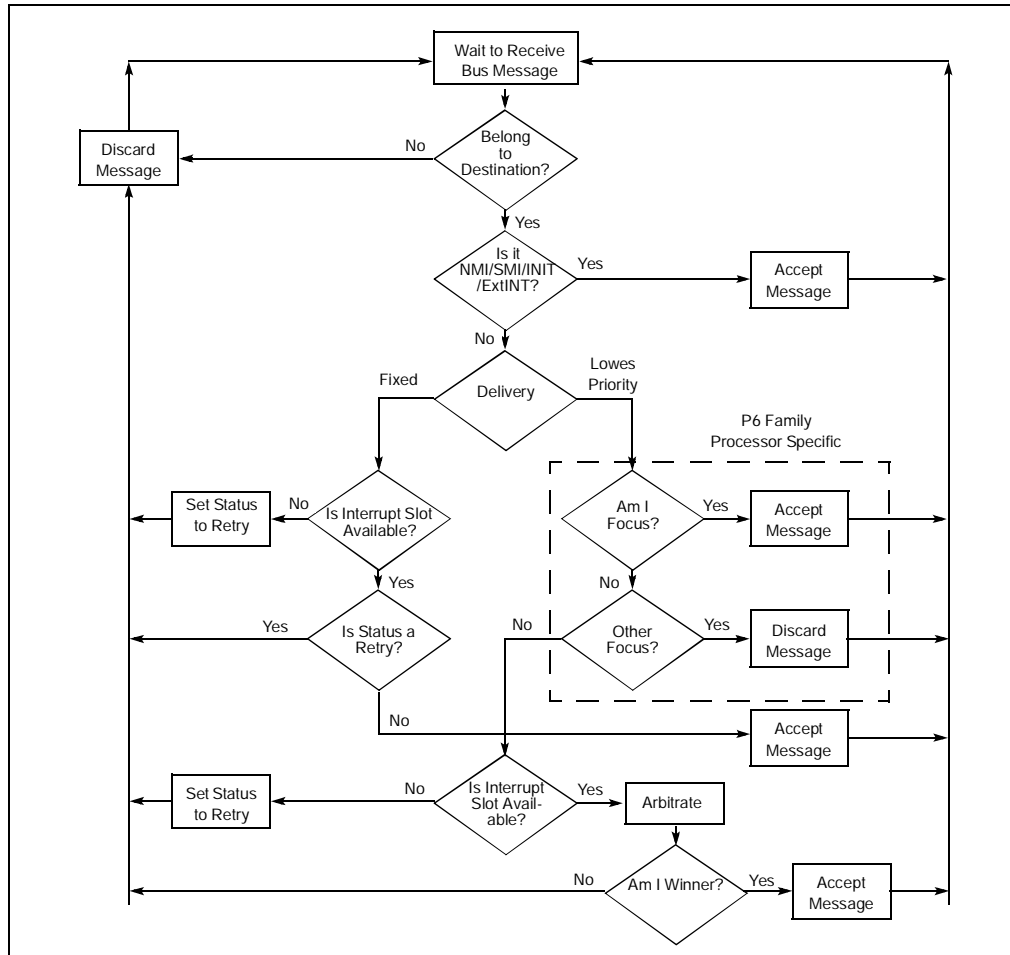 Wait to Receive
Bus Message
Belong
to
Destination?
No
Discard
Message
Yes
Is it
NMI/SMI/INIT
/ExtINT?
Yes
Accept
Message
No
Delivery
Fixed
Lowes
Priority
P6 Family
Processor Specific
Set Status
to Retry
No
Is Interrupt Slot
Available?
Am I
Focus?
Yes
Accept
Message
Yes
No
Yes
Is Status a
Retry?
No
Other
Focus?
Yes
Discard
Message
No
Accept
Message
Set Status
to Retry
No
Is Interrupt
Slot Avail-
able?
Yes
Arbitrate
No
Am I Winner?
Yes
Accept
Message